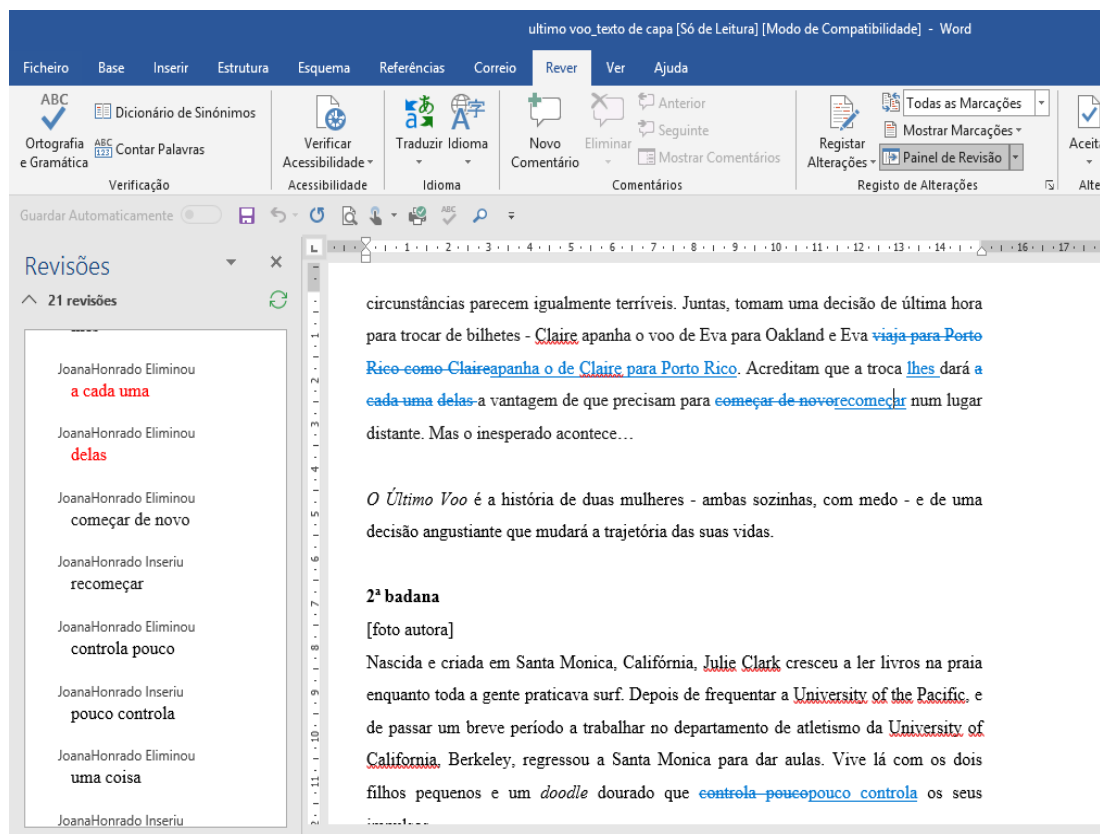 ultimo voo_texto de capa [Só de Leitura] [Modo de Compatibilidade] - Word
Ficheiro Base Inserir Estrutura Esquema Referências Correio Rever Ver Ajuda
ABC
Ortografia e Gramática
Dicionário de Sinónimos
ABC 123 Contar Palavras
Verificação
Verificar Acessibilidade
Acessibilidade
Traduzir Idioma
Idioma
Novo Comentário
Eliminar
Anterior
Seguinte
Mostrar Comentários
Comentários
Registar Alterações
Todas as Marcações
Mostrar Marcações
Painel de Revisão
Registo de Alterações
Guardar Automaticamente
Revisões
21 revisões
JoanaHonrado Eliminou
a cada uma
JoanaHonrado Eliminou
delas
JoanaHonrado Eliminou
começar de novo
JoanaHonrado Inseriu
recomeçar
JoanaHonrado Eliminou
controla pouco
JoanaHonrado Inseriu
pouco controla
JoanaHonrado Eliminou
uma coisa
JoanaHonrado Inseriu
circunstâncias parecem igualmente terríveis. Juntas, tomam uma decisão de última hora
para trocar de bilhetes - Claire apanha o voo de Eva para Oakland e Eva viaja para Porto
Rico como Claireapanha o de Claire para Porto Rico. Acreditam que a troca lhes dará a
cada uma delas a vantagem de que precisam para começar de novorecomeçar num lugar
distante. Mas o inesperado acontece…
O Último Voo é a história de duas mulheres - ambas sozinhas, com medo - e de uma
decisão angustiante que mudará a trajetória das suas vidas.
2ª badana
[foto autora]
Nascida e criada em Santa Monica, Califórnia, Julie Clark cresceu a ler livros na praia
enquanto toda a gente praticava surf. Depois de frequentar a University of the Pacific, e
de passar um breve período a trabalhar no departamento de atletismo da University of
California, Berkeley, regressou a Santa Monica para dar aulas. Vive lá com os dois
filhos pequenos e um doodle dourado que controla poucopouco controla os seus